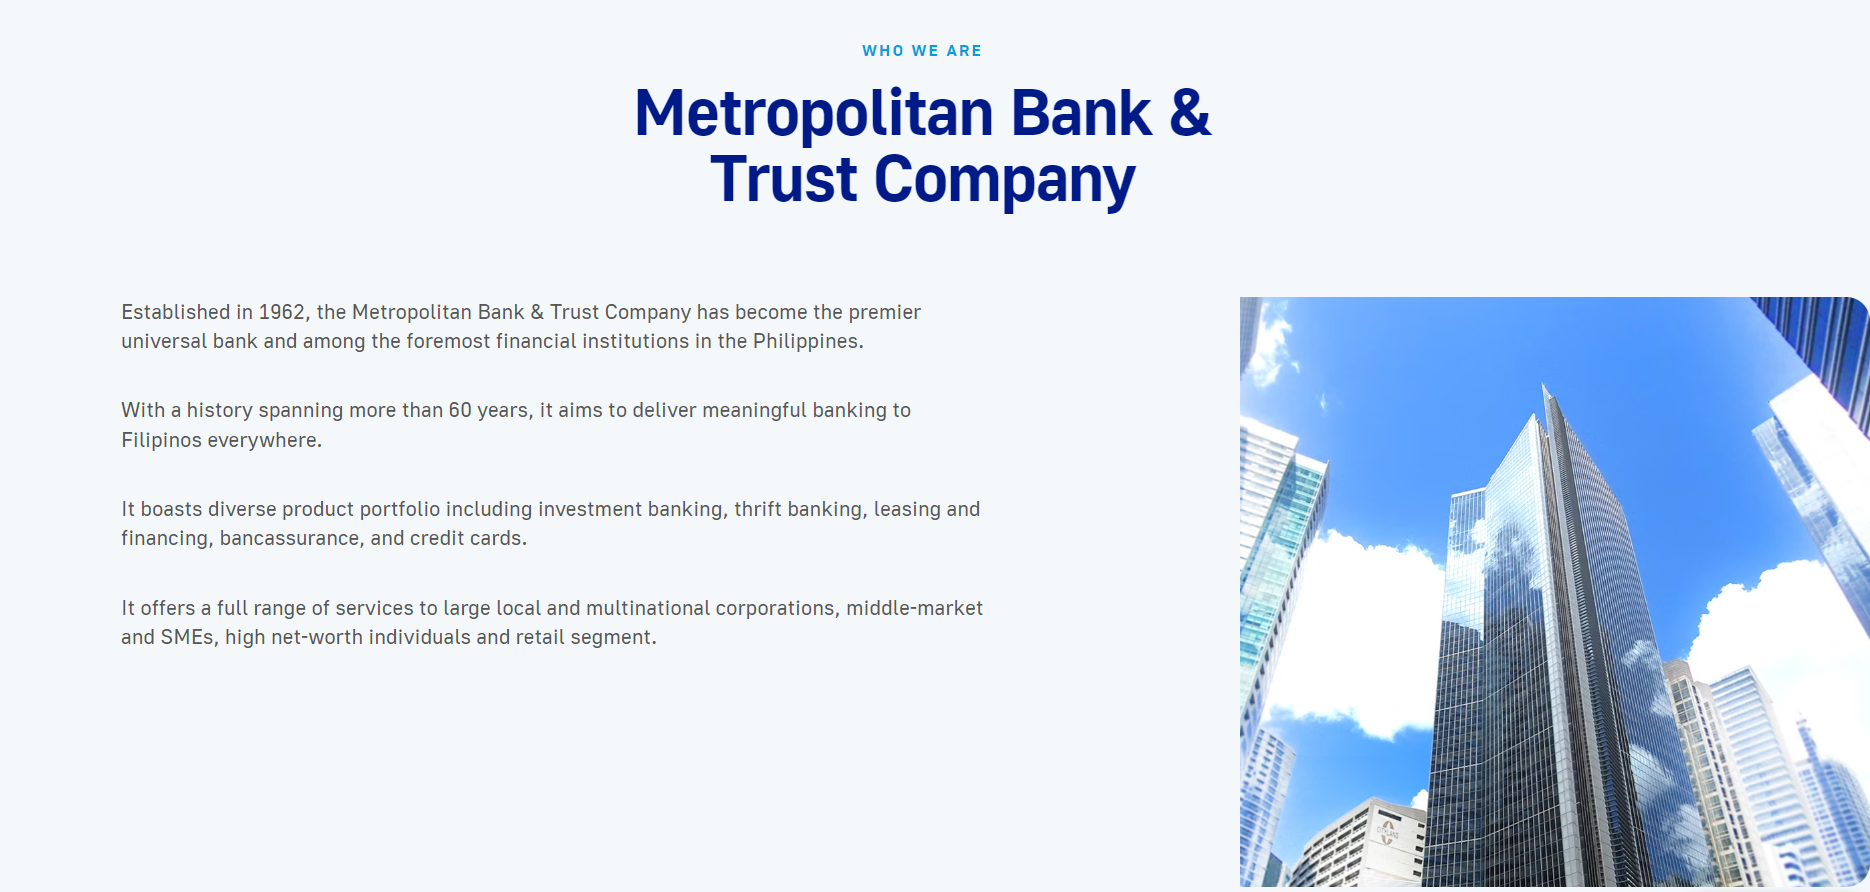 WHO WE ARE
Metropolitan Bank &
Trust Company
Established in 1962, the Metropolitan Bank & Trust Company has become the premier
universal bank and among the foremost financial institutions in the Philippines.
With a history spanning more than 60 years, it aims to deliver meaningful banking to
Filipinos everywhere.
It boasts diverse product portfolio including investment banking, thrift banking, leasing and
financing, bancassurance, and credit cards.
It offers a full range of services to large local and multinational corporations, middle-market
and SMEs, high net-worth individuals and retail segment.
CITYLAND